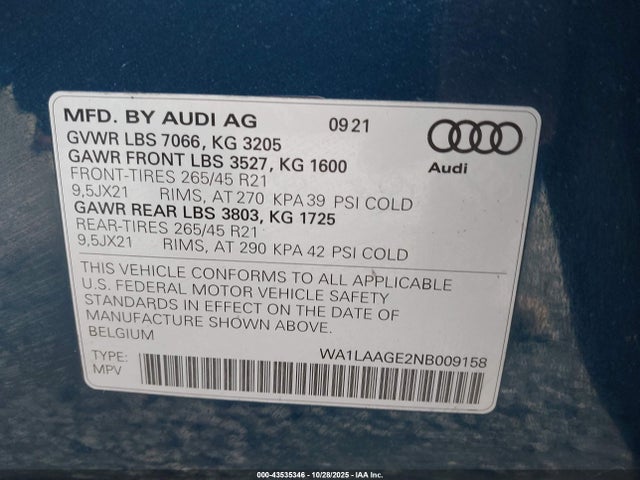 MFD. BY AUDI AG 09 21
GVWR LBS 7066, KG 3205
GAWR FRONT LBS 3527, KG 1600
FRONT-TIRES 265/45 R21
9,5JX21 RIMS, AT 270 KPA 39 PSI COLD
GAWR REAR LBS 3803, KG 1725
REAR-TIRES 265/45 R21
9,5JX21 RIMS, AT 290 KPA 42 PSI COLD
Audi
THIS VEHICLE CONFORMS TO ALL APPLICABLE
U.S. FEDERAL MOTOR VEHICLE SAFETY
STANDARDS IN EFFECT ON THE DATE OF
MANUFACTURE SHOWN ABOVE.
BELGIUM
WA1LAAGE2NB009158
TYPE:
MPV
000-43535346 | 10/28/2025 | IAA Inc.